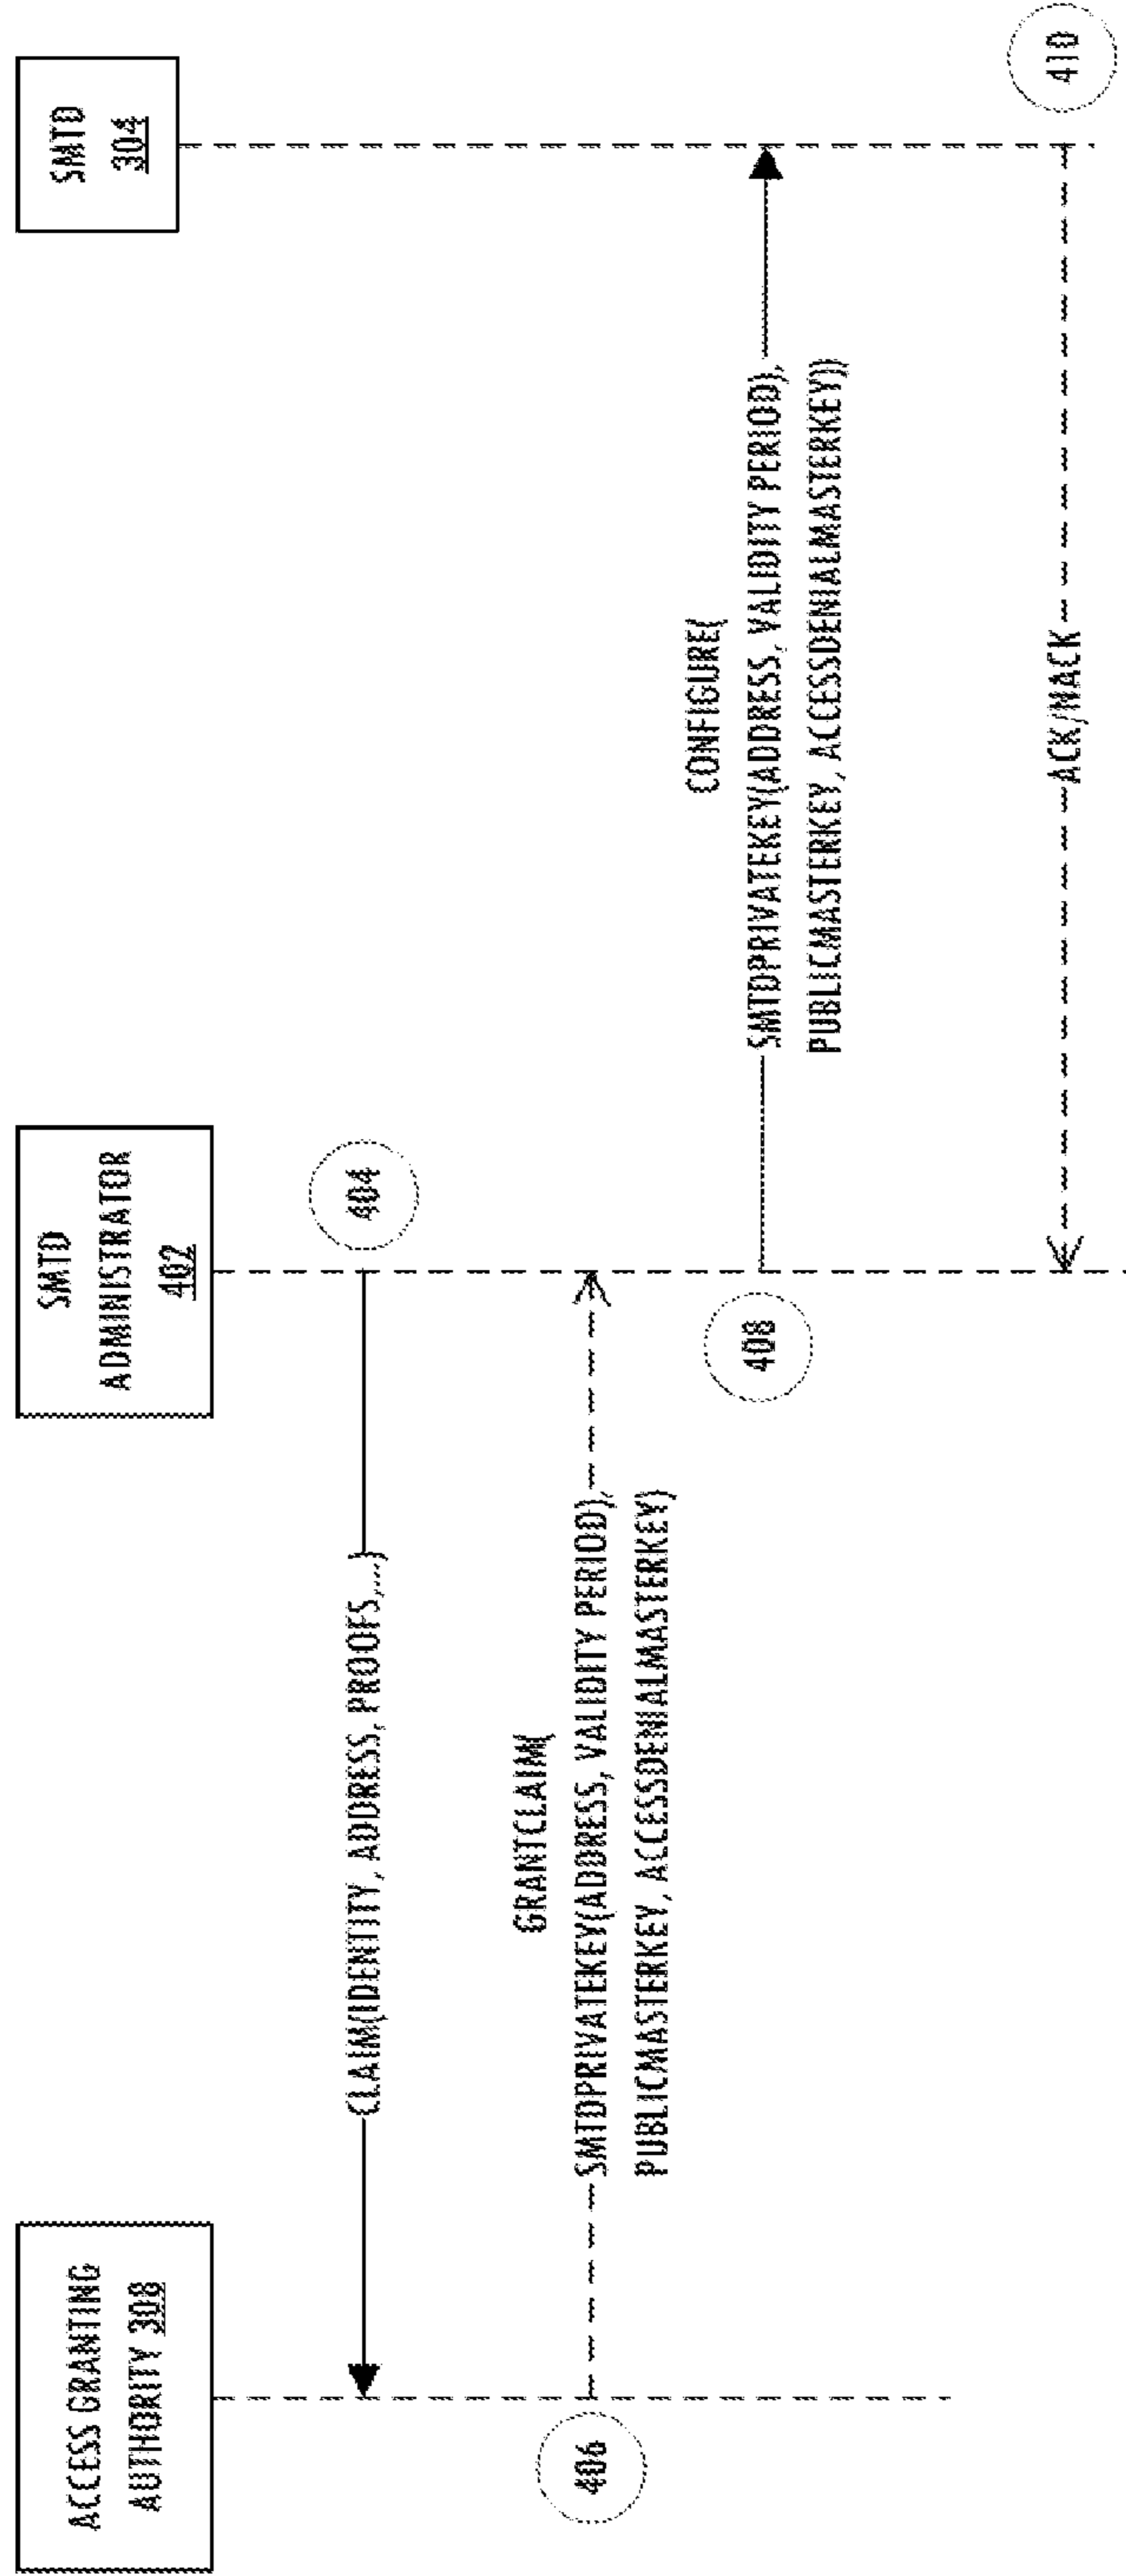 ACCESS GRANTING
AUTHORITY 308
SMTD
ADMINISTRATOR
402
SMTD
304
404
CLAIM(IDENTITY, ADDRESS, PROOFS,...)
GRANTCLAIM(
SMTDPRIVATEKEY(ADDRESS, VALIDITY PERIOD),
PUBLICMASTERKEY, ACCESSDENIALMASTERKEY)
406
CONFIGURE(
SMTDPRIVATEKEY(ADDRESS, VALIDITY PERIOD),
PUBLICMASTERKEY, ACCESSDENIALMASTERKEY))
408
ACK/NACK
410